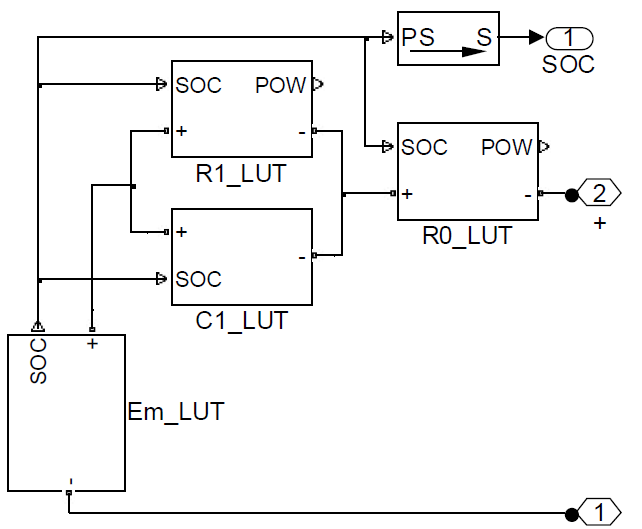 PS S
1
SOC
SOC POW
+ -
R1_LUT
SOC POW
+ -
R0_LUT
2
+
+
-
SOC
C1_LUT
SOC
+
Em_LUT
-
1